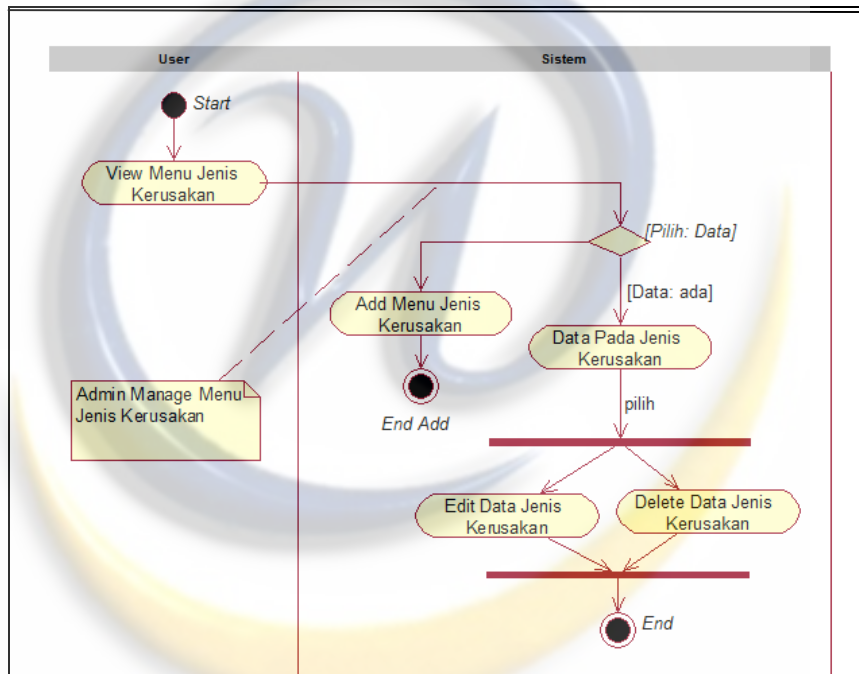 User
Sistem
Start
View Menu Jenis
Kerusakan
[Pilih: Data]
[Data: ada]
Add Menu Jenis
Kerusakan
Data Pada Jenis
Kerusakan
Admin Manage Menu
Jenis Kerusakan
End Add
pilih
Edit Data Jenis
Kerusakan
Delete Data Jenis
Kerusakan
End